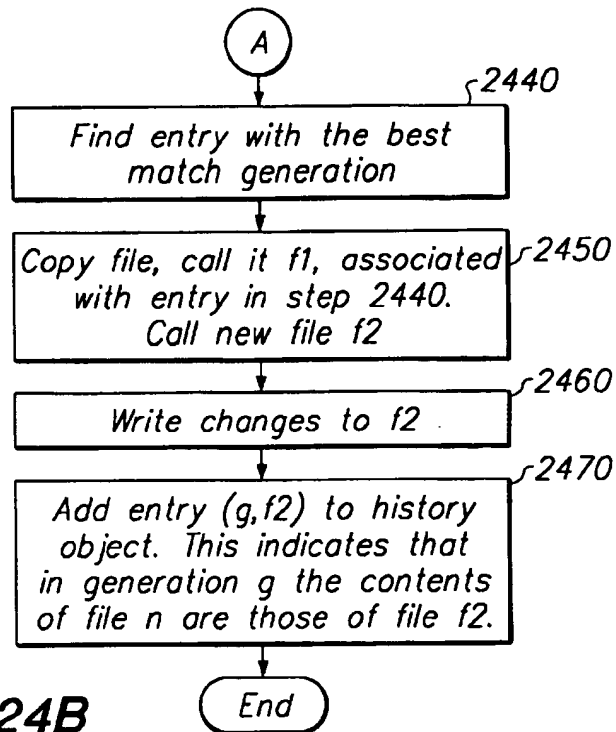 A
2440
Find entry with the best
match generation
2450
Copy file, call it f1, associated
with entry in step 2440.
Call new file f2
2460
Write changes to f2
2470
Add entry (g,f2) to history
object. This indicates that
in generation g the contents
of file n are those of file f2.
24B
End